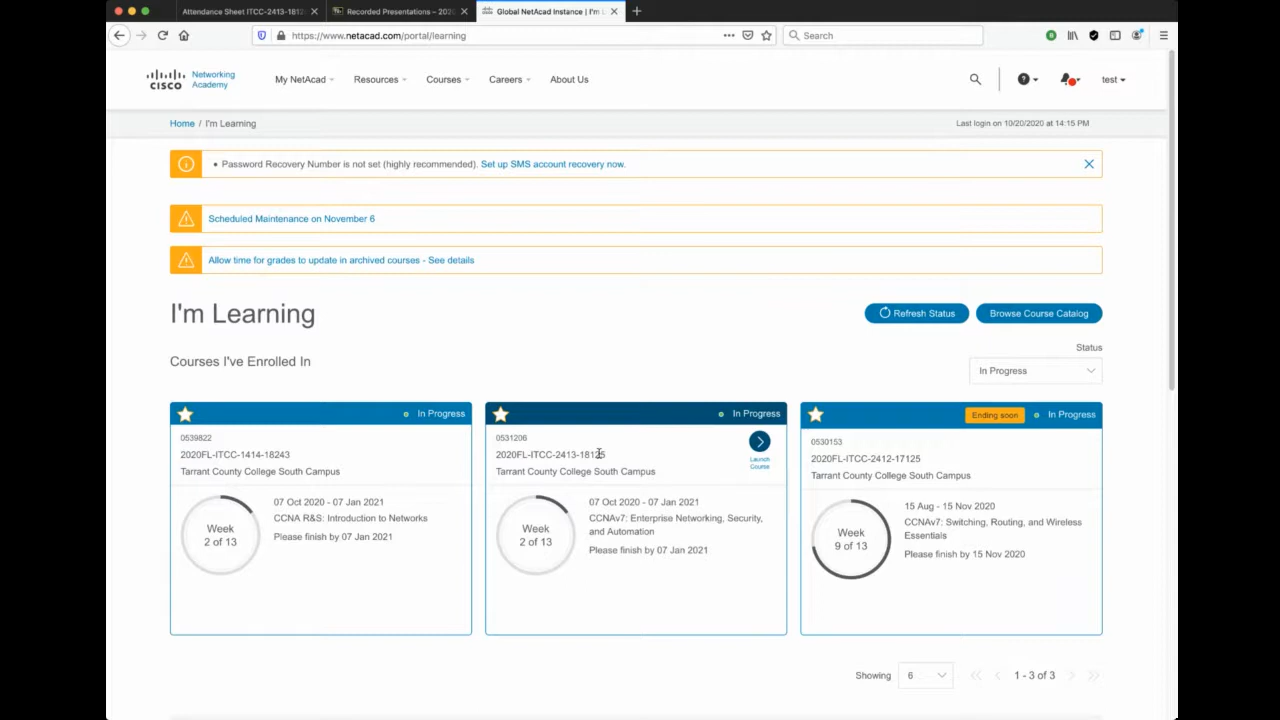 Attendance Sheet ITCC-2413-1812
Recorded Presentations – 202
Global NetAcad Instance | I'm L
https://www.netacad.com/portal/learning
Search
CISCO
Networking
Academy
My NetAcad
Resources
Courses
Careers
About Us
test
Home / I'm Learning
Last login on 10/20/2020 at 14:15 PM
• Password Recovery Number is not set (highly recommended). Set up SMS account recovery now.
Scheduled Maintenance on November 6
Allow time for grades to update in archived courses - See details
I'm Learning
Refresh Status
Browse Course Catalog
Status
Courses I've Enrolled In
In Progress
In Progress
0539822
2020FL-ITCC-1414-18243
Tarrant County College South Campus
Week
2 of 13
07 Oct 2020 - 07 Jan 2021
CCNA R&S: Introduction to Networks
Please finish by 07 Jan 2021
In Progress
0531206
Tarrant County College South Campus
Launch
Course
Week
2 of 13
07 Oct 2020 - 07 Jan 2021
CCNAv7: Enterprise Networking, Security,
and Automation
Please finish by 07 Jan 2021
Ending soon
In Progress
0530153
2020FL-ITCC-2412-17125
Tarrant County College South Campus
Week
9 of 13
15 Aug - 15 Nov 2020
CCNAv7: Switching, Routing, and Wireless
Essentials
Please finish by 15 Nov 2020
Showing
6
1 - 3 of 3